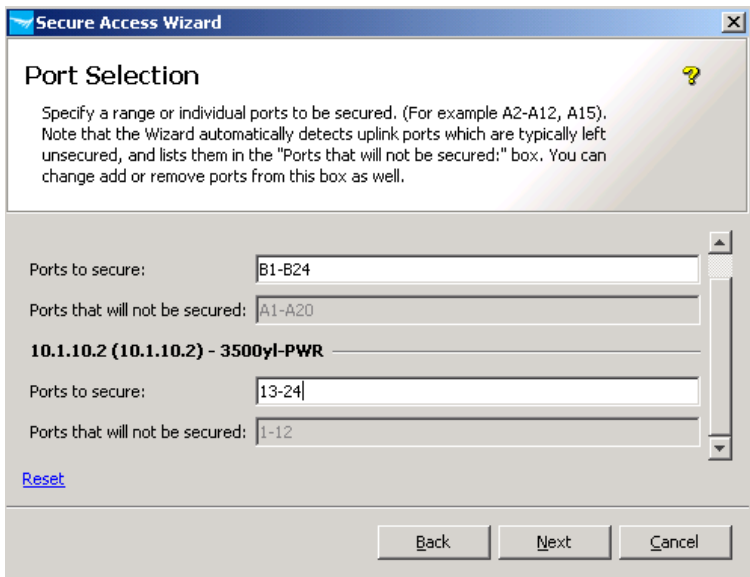 Secure Access Wizard
Port Selection
Specify a range or individual ports to be secured. (For example A2-A12, A15).
Note that the Wizard automatically detects uplink ports which are typically left
unsecured, and lists them in the "Ports that will not be secured:" box. You can
change add or remove ports from this box as well.
Ports to secure: B1-B24
Ports that will not be secured: A1-A20
10.1.10.2 (10.1.10.2) - 3500yl-PWR
Ports to secure: 13-24
Ports that will not be secured: 1-12
Reset
Back Next Cancel